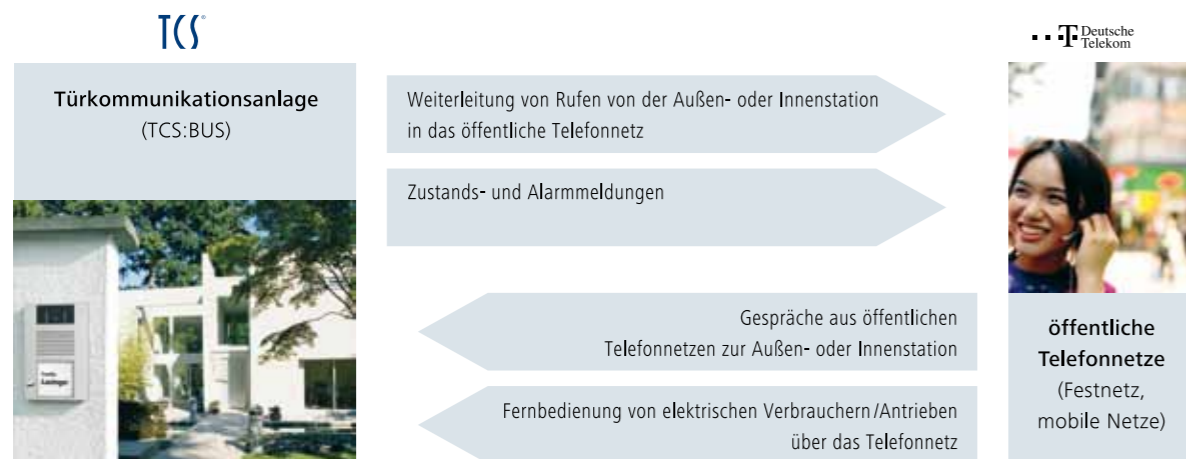 TCS
Deutsche
Telekom
Türkommunikationsanlage
(TCS:BUS)
Weiterleitung von Rufen von der Außen- oder Innenstation
in das öffentliche Telefonnetz
Zustands- und Alarmmeldungen
Gespräche aus öffentlichen
Telefonnetzen zur Außen- oder Innenstation
Fernbedienung von elektrischen Verbrauchern/Antrieben
über das Telefonnetz
öffentliche
Telefonnetze
(Festnetz,
mobile Netze)